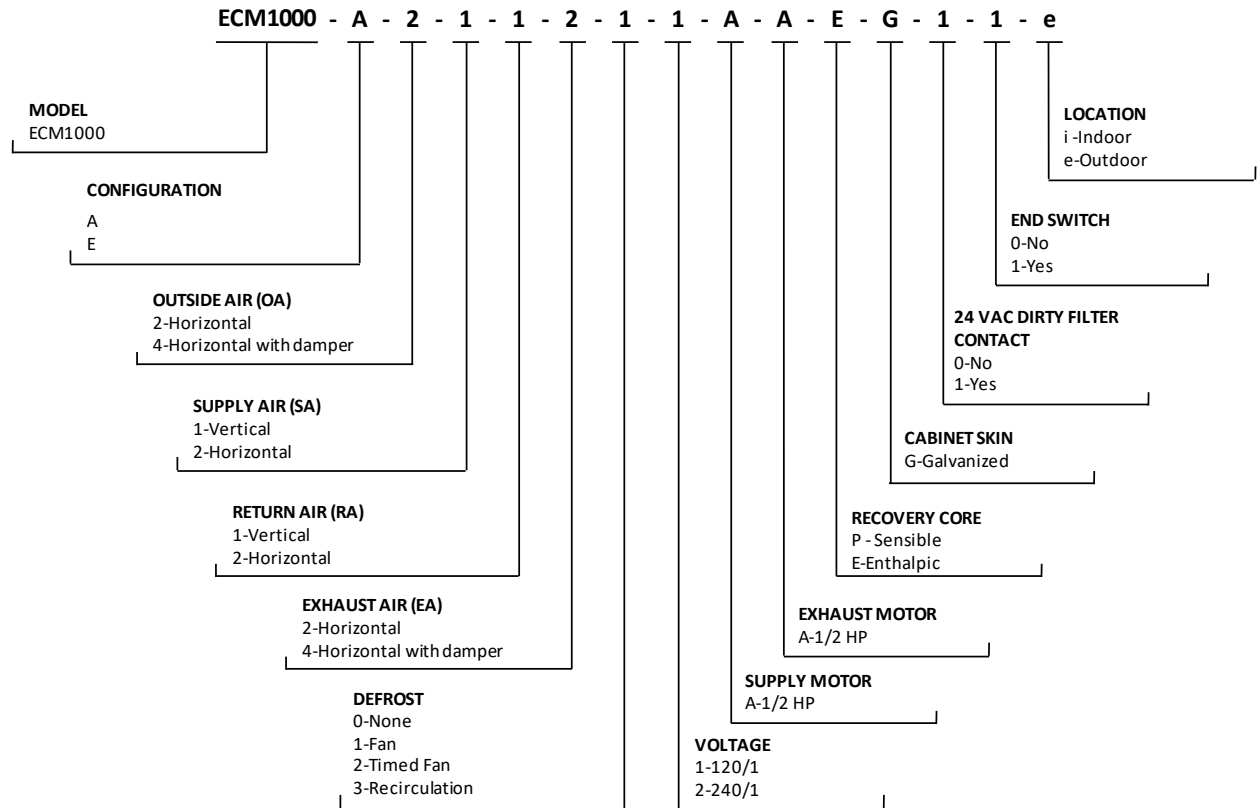 ECM1000 - A - 2 - 1 - 1 - 2 - 1 - 1 - A - A - E - G - 1 - 1 - e
MODEL
ECM1000
CONFIGURATION
A
E
OUTSIDE AIR (OA)
2-Horizontal
4-Horizontal with damper
SUPPLY AIR (SA)
1-Vertical
2-Horizontal
RETURN AIR (RA)
1-Vertical
2-Horizontal
EXHAUST AIR (EA)
2-Horizontal
4-Horizontal with damper
DEFROST
0-None
1-Fan
2-Timed Fan
3-Recirculation
LOCATION
i -Indoor
e-Outdoor
END SWITCH
0-No
1-Yes
24 VAC DIRTY FILTER
CONTACT
0-No
1-Yes
CABINET SKIN
G-Galvanized
RECOVERY CORE
P - Sensible
E-Enthalpic
EXHAUST MOTOR
A-1/2 HP
SUPPLY MOTOR
A-1/2 HP
VOLTAGE
1-120/1
2-240/1